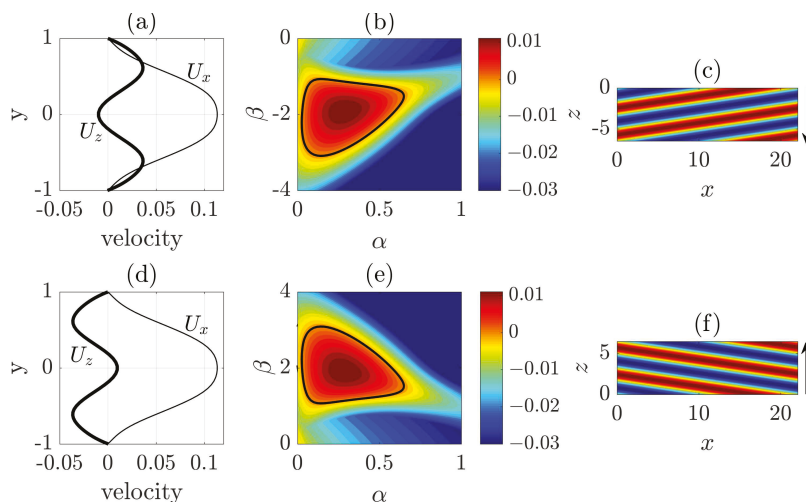 (a)
1
0
-1
y
U_x
U_z
-0.05
0
0.05
0.1
velocity
(b)
0
-2
-4
β
0
0.5
1
α
0.01
0
−0.01
−0.02
−0.03
(c)
0
-5
z
0
10
20
x
(d)
1
0
-1
y
U_x
U_z
-0.05
0
0.05
0.1
velocity
(e)
4
2
0
β
0
0.5
1
α
0.01
0
−0.01
−0.02
−0.03
(f)
5
0
z
0
10
20
x